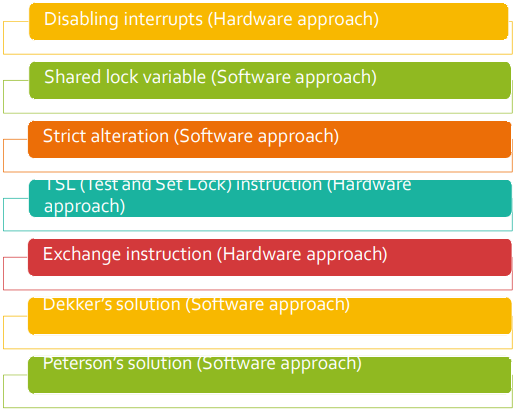 Disabling interrupts (Hardware approach)
Shared lock variable (Software approach)
Strict alteration (Software approach)
TSL (Test and Set Lock) instruction (Hardware
approach)
Exchange instruction (Hardware approach)
Dekker’s solution (Software approach)
Peterson’s solution (Software approach)